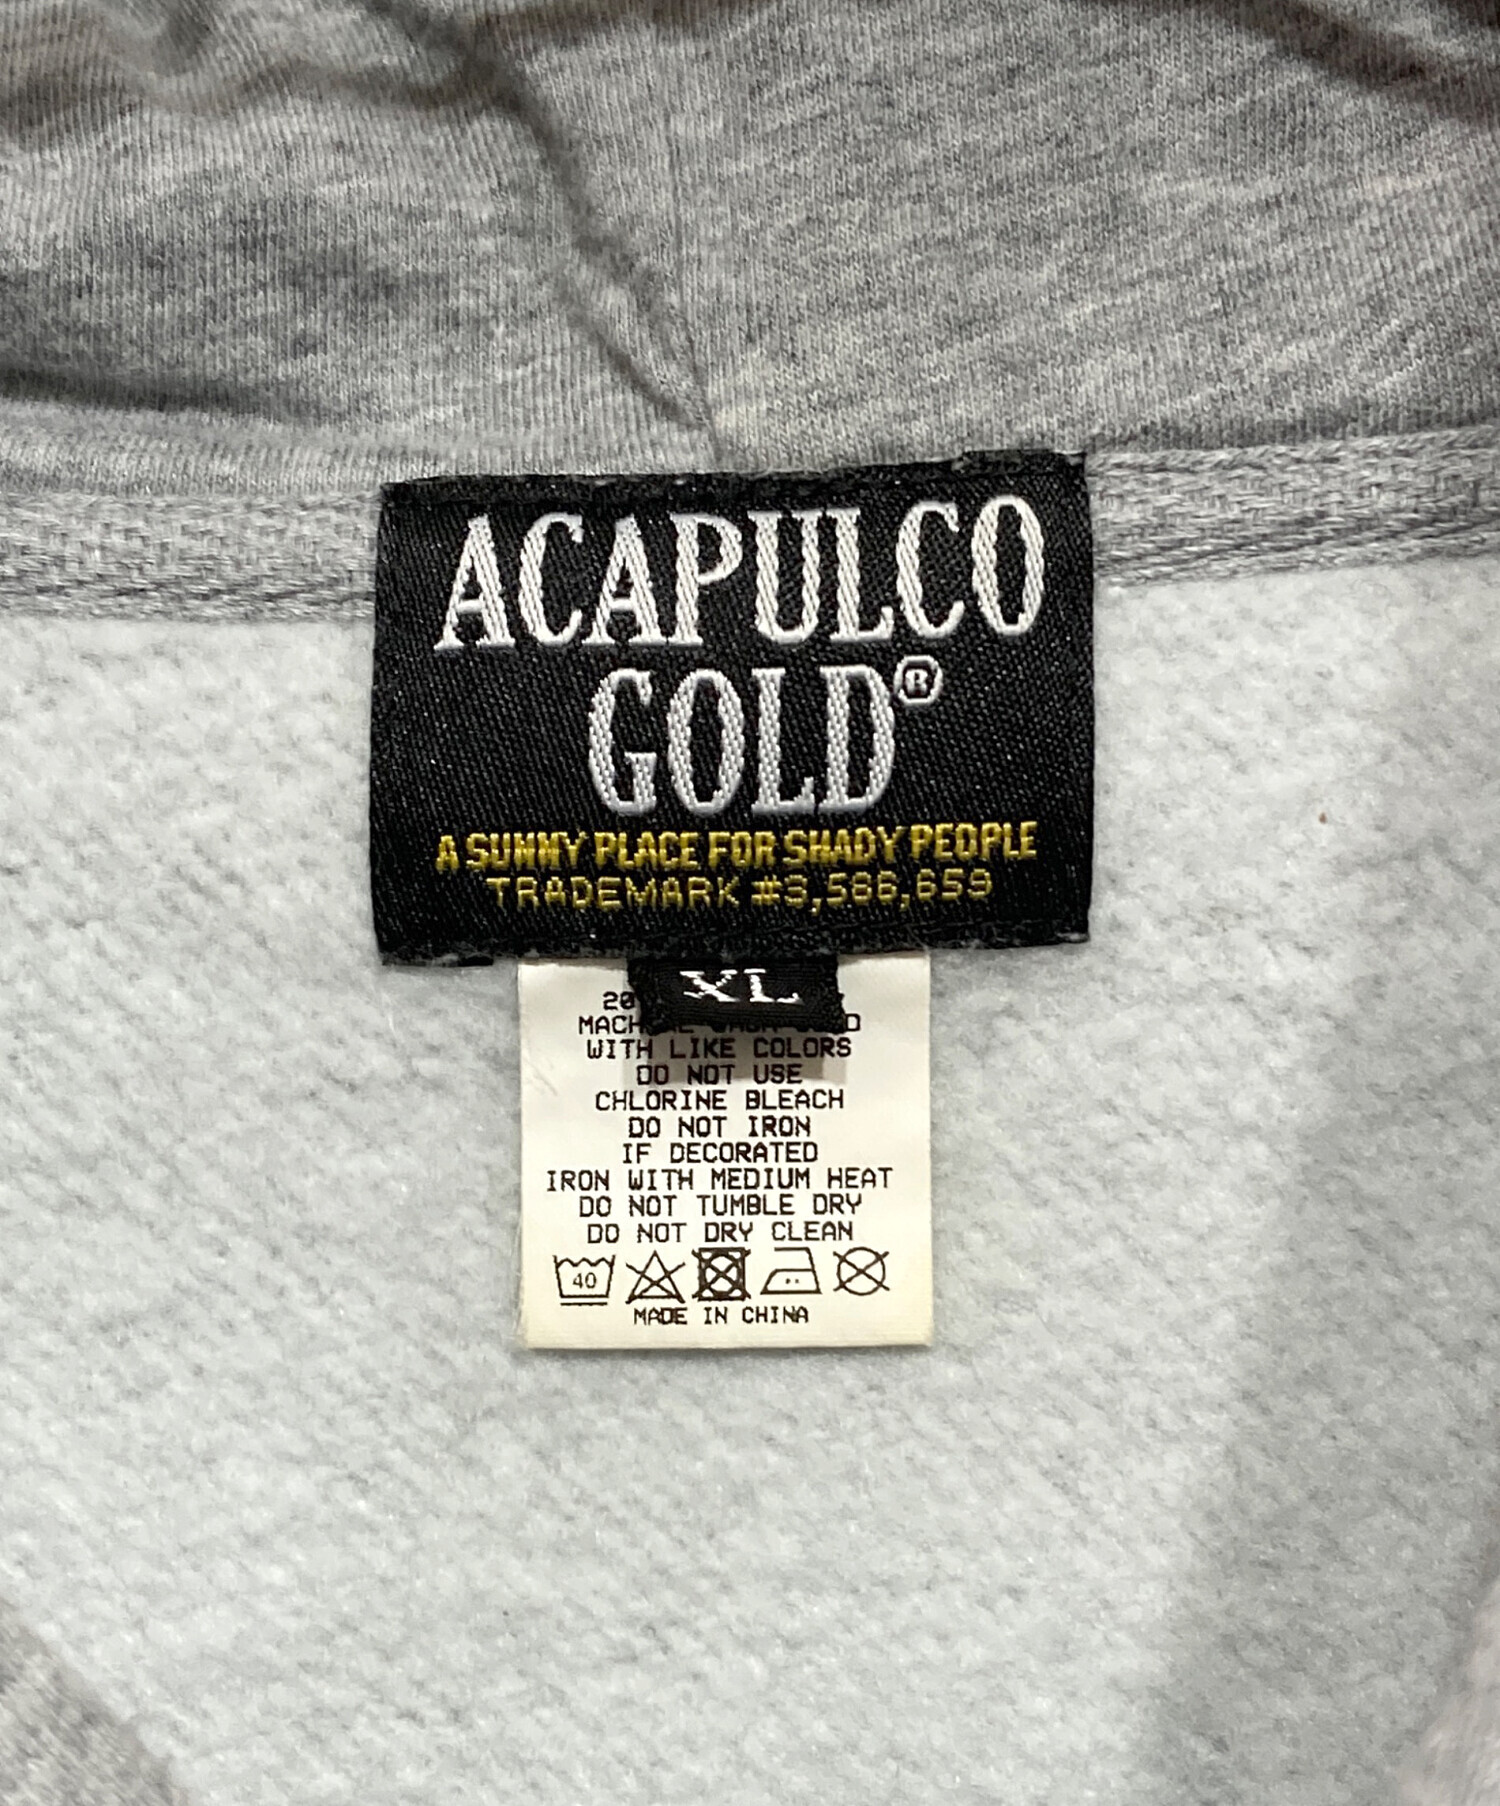 ACAPULCO
GOLD®
A SUNNY PLACE FOR SHADY PEOPLE
TRADEMARK #3,586,659
XL
WITH LIKE COLORS
DO NOT USE
CHLORINE BLEACH
DO NOT IRON
IF DECORATED
IRON WITH MEDIUM HEAT
DO NOT TUMBLE DRY
DO NOT DRY CLEAN
40
MADE IN CHINA